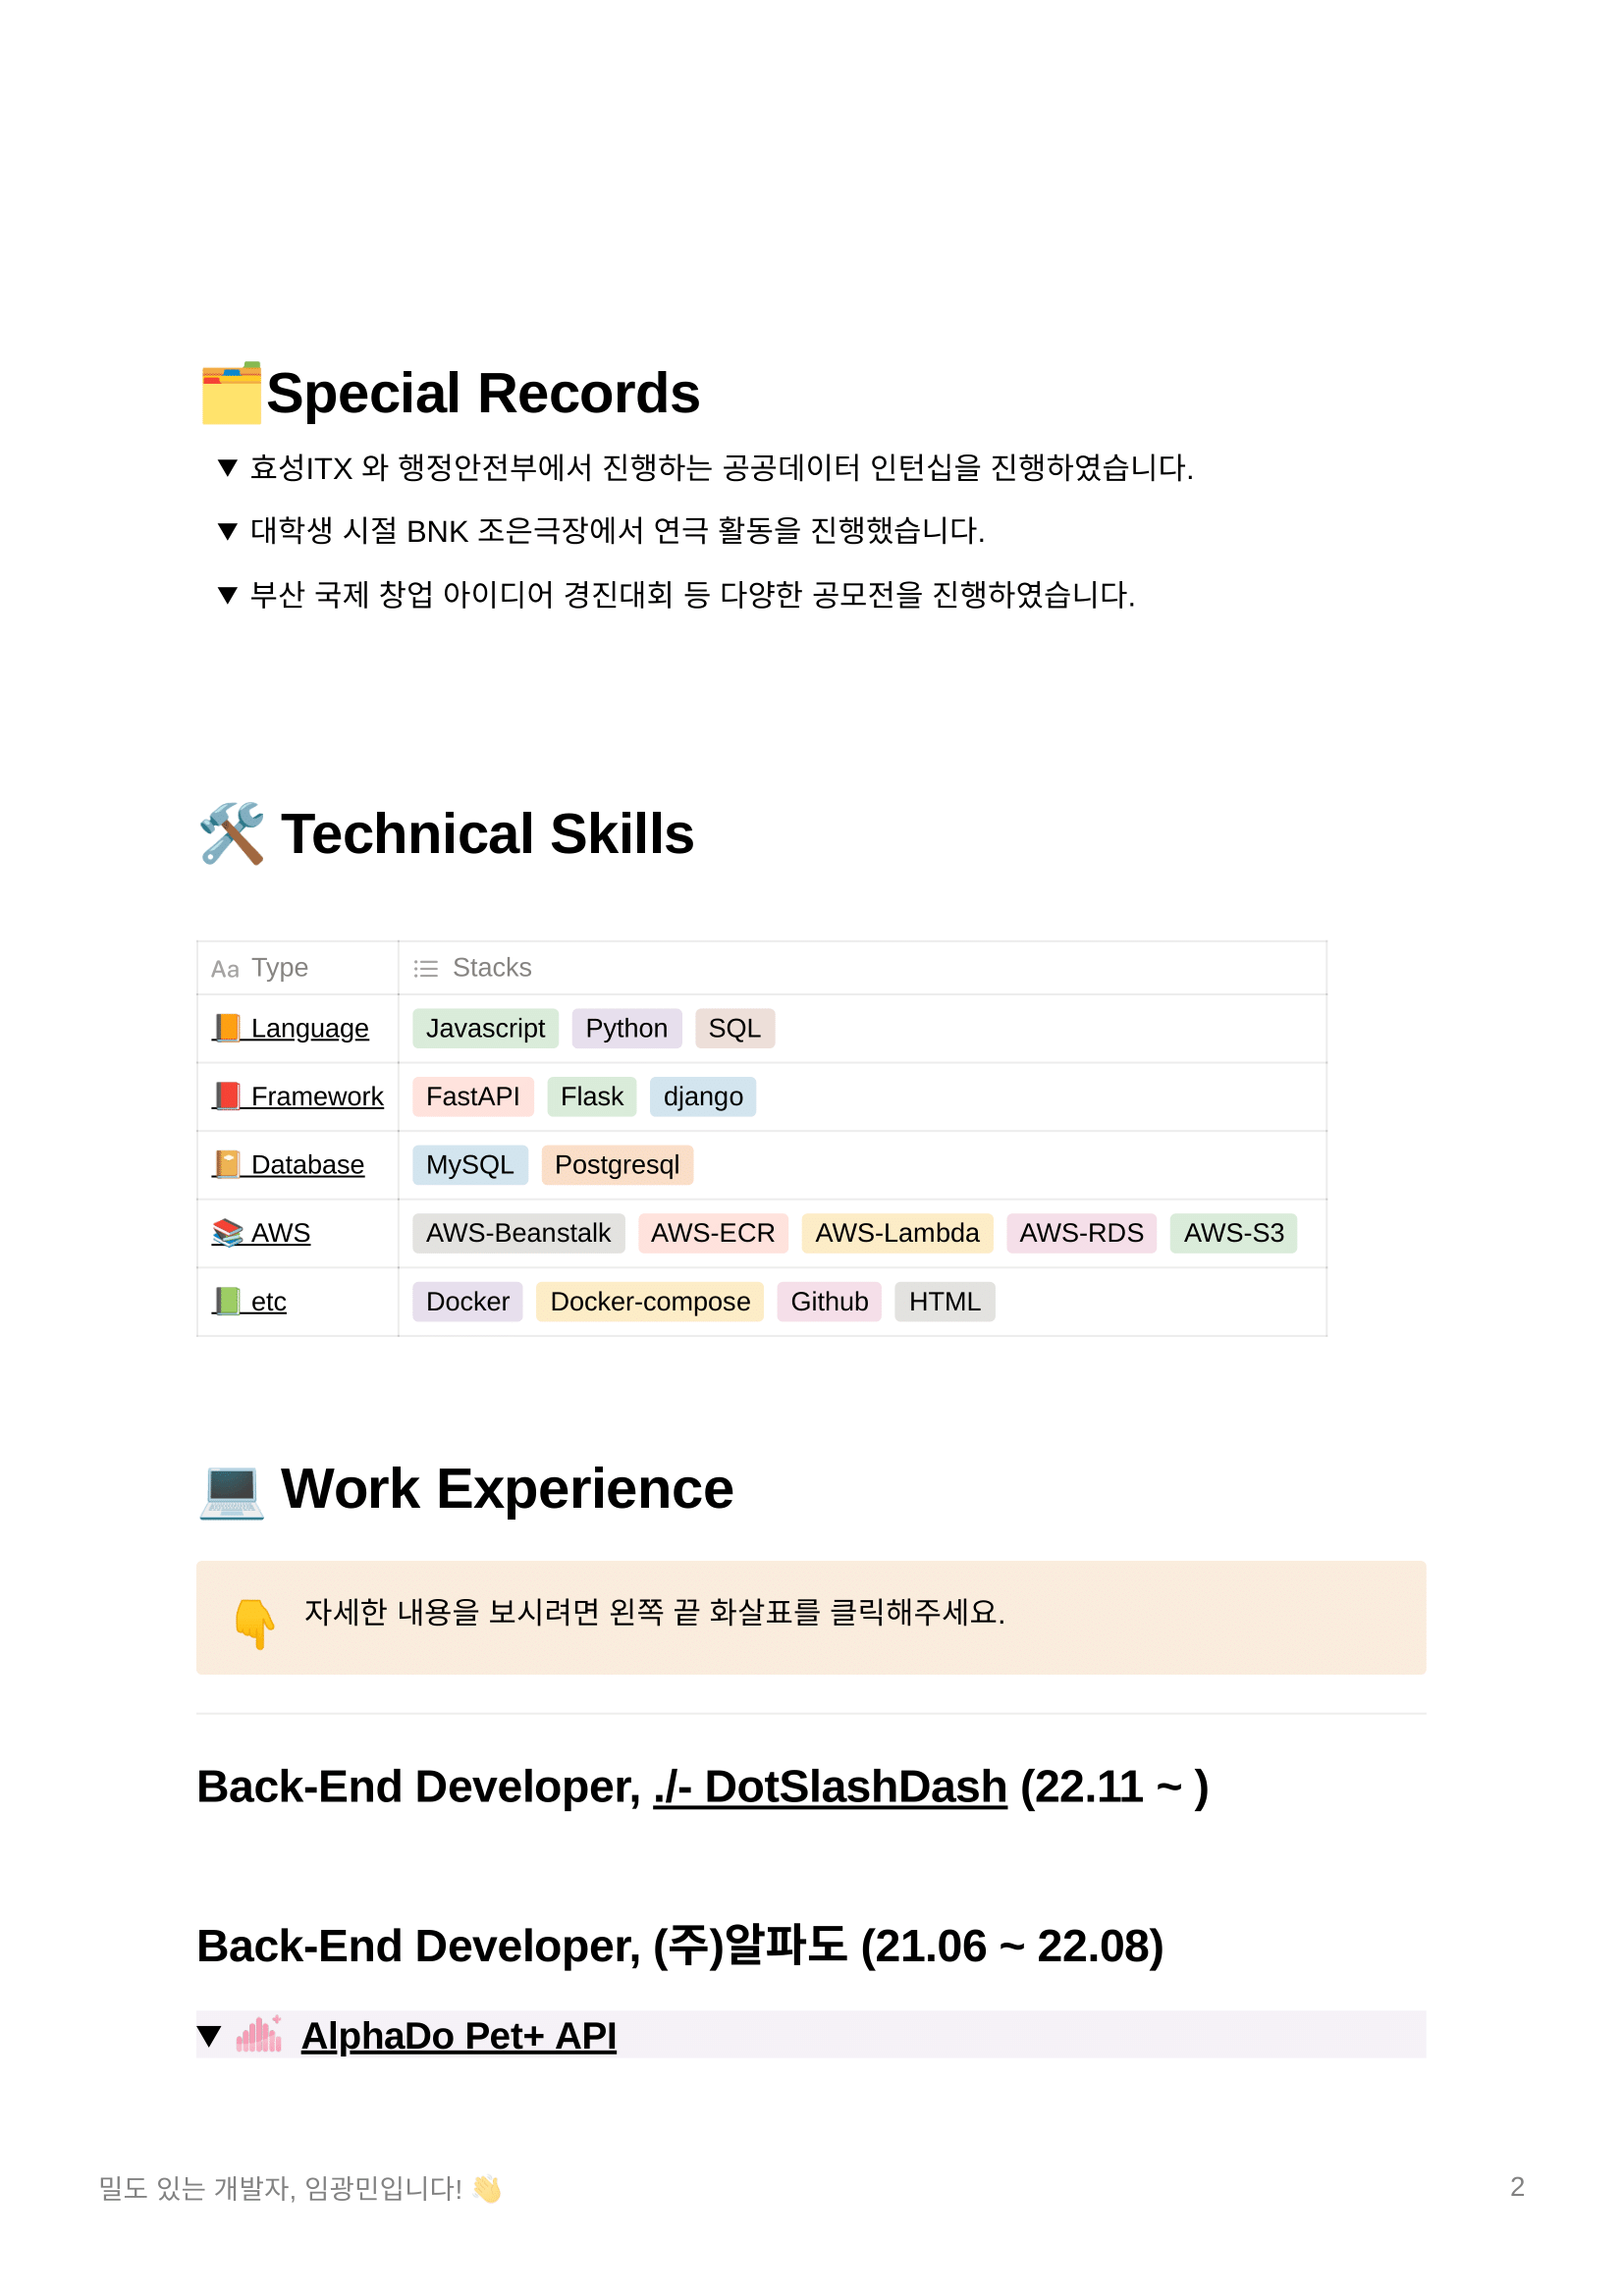 🗂️Special Records
▼ 효성ITX 와 행정안전부에서 진행하는 공공데이터 인턴십을 진행하였습니다.
▼ 대학생 시절 BNK 조은극장에서 연극 활동을 진행했습니다.
▼ 부산 국제 창업 아이디어 경진대회 등 다양한 공모전을 진행하였습니다.
🛠️ Technical Skills
Aa Type Stacks
📙 Language Javascript Python SQL
📕 Framework FastAPI Flask django
📔 Database MySQL Postgresql
📚 AWS AWS-Beanstalk AWS-ECR AWS-Lambda AWS-RDS AWS-S3
📗 etc Docker Docker-compose Github HTML
💻 Work Experience
👇 자세한 내용을 보시려면 왼쪽 끝 화살표를 클릭해주세요.
Back-End Developer, ./- DotSlashDash (22.11 ~ )
Back-End Developer, (주)알파도 (21.06 ~ 22.08)
▼ AlphaDo Pet+ API
밀도 있는 개발자, 임광민입니다! 👋 2